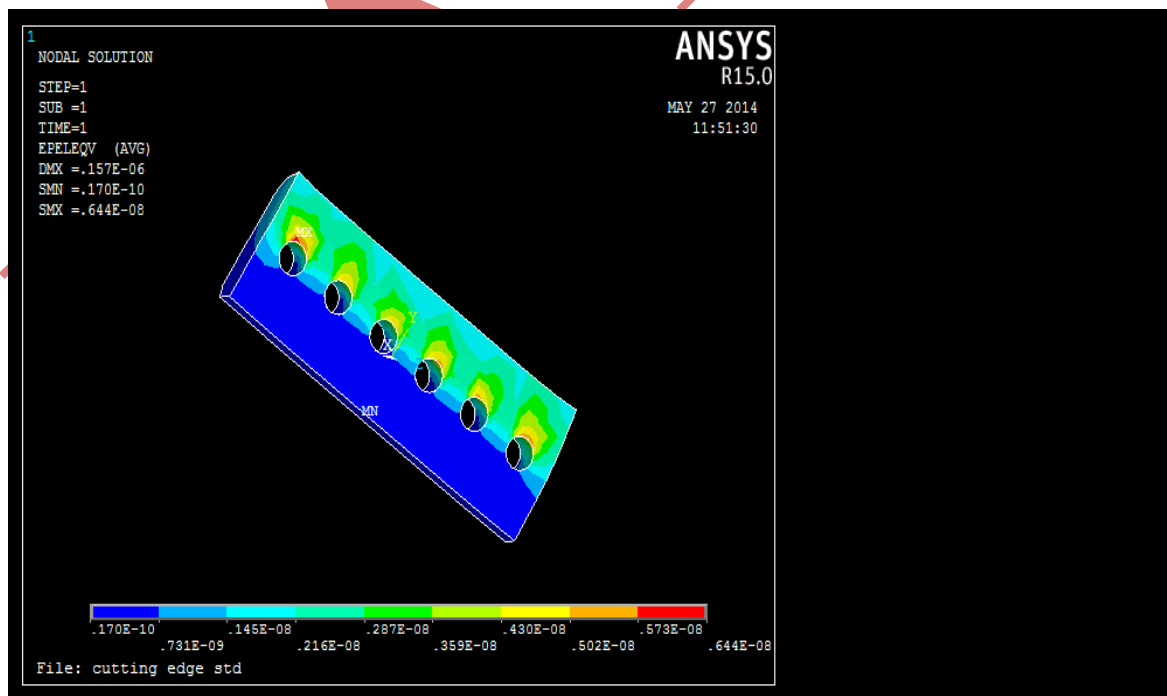 1
NODAL SOLUTION
STEP=1
SUB =1
TIME=1
EPELEQV (AVG)
DMX =.157E-06
SMN =.170E-10
SMX =.644E-08
ANSYS
R15.0
MAY 27 2014
11:51:30
MX
Y
X
MN
.170E-10 .145E-08 .287E-08 .430E-08 .573E-08
.731E-09 .216E-08 .359E-08 .502E-08 .644E-08
File: cutting edge std